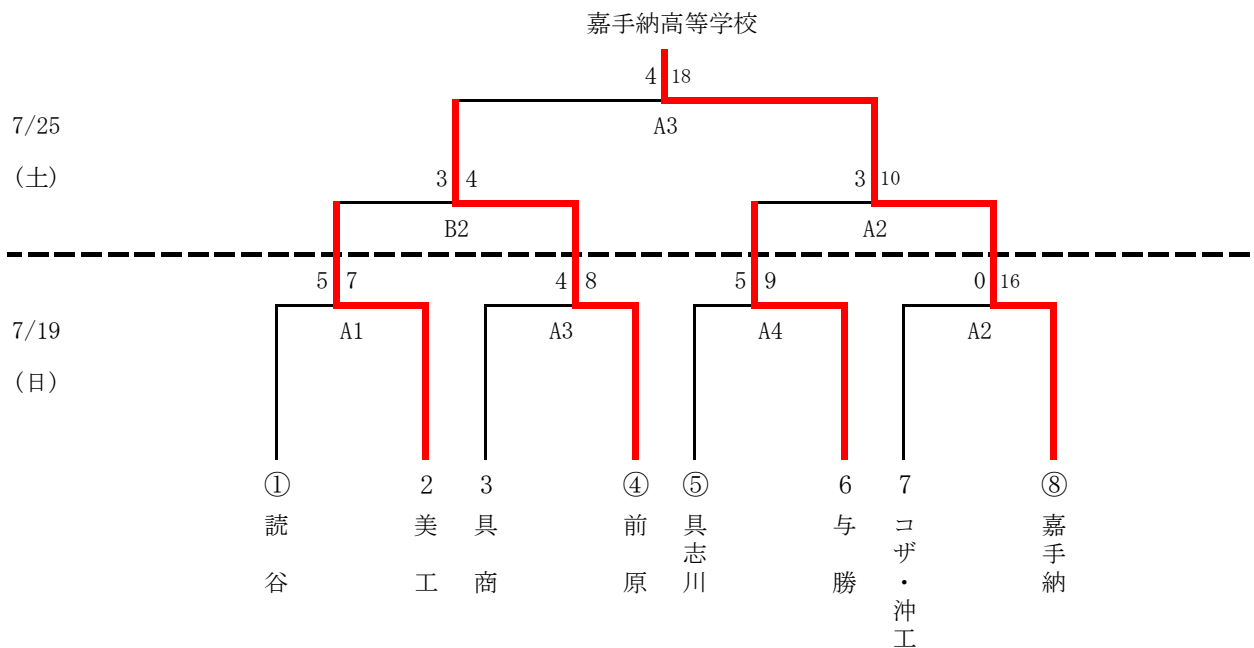 嘉手納高等学校
4 18
7/25
A3
(土)
3 4
3 10
B2
A2
5 7
4 8
5 9
0 16
7/19
A1
A3
A4
A2
(日)
① 2 3 ④ ⑤ 6 7 ⑧
読谷
美工
具商
前原
具志川
与勝
コザ・沖工
嘉手納